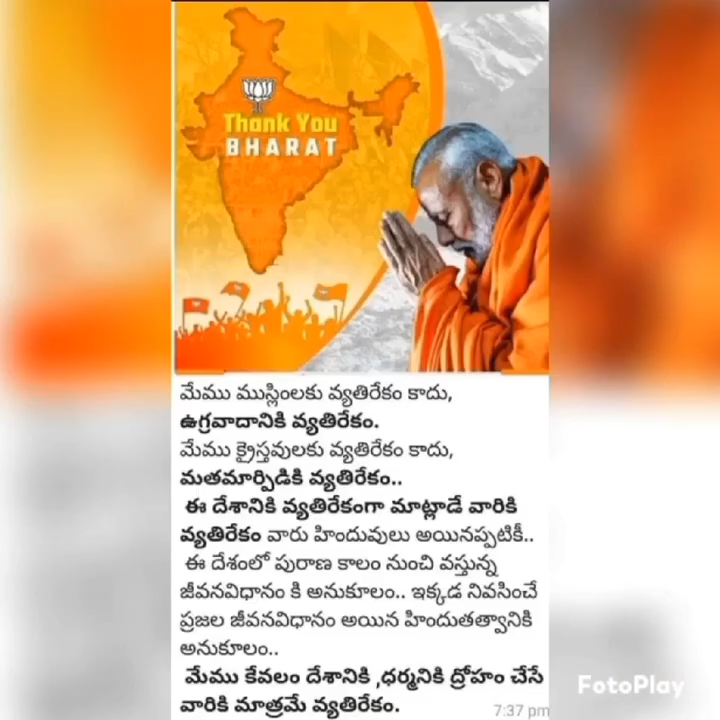 Thank You
BHARAT
మేము ముస్లింలకు వ్యతిరేకం కాదు,
ఉగ్రవాదానికి వ్యతిరేకం.
మేము క్రైస్తవులకు వ్యతిరేకం కాదు,
మతమార్పిడికి వ్యతిరేకం..
ఈ దేశానికి వ్యతిరేకంగా మాట్లాడే వారికి
వ్యతిరేకం వారు హిందువులు అయినప్పటికీ..
ఈ దేశంలో పురాణ కాలం నుంచి వస్తున్న
జీవనవిధానం కి అనుకూలం.. ఇక్కడ నివసించే
ప్రజల జీవనవిధానం అయిన హిందుతత్వానికి
అనుకూలం..
మేము కేవలం దేశానికి ,ధర్మనికి ద్రోహం చేసే
వారికి మాత్రమే వ్యతిరేకం.
7:37 pm
FotoPlay